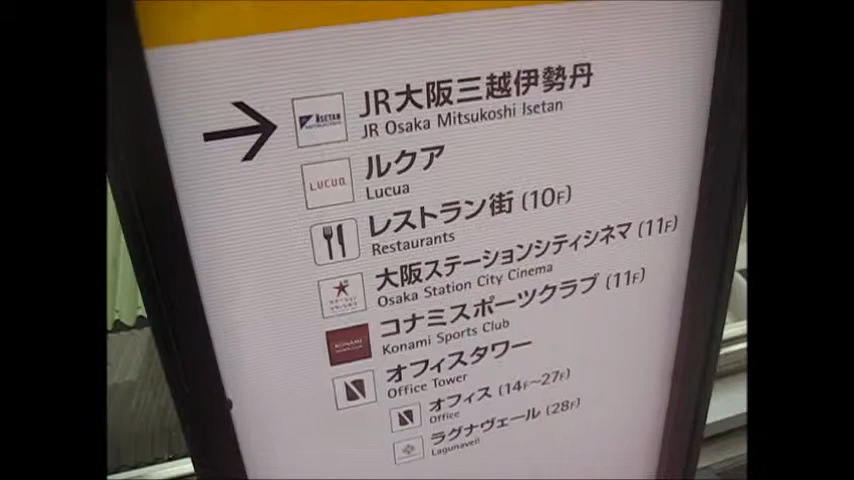 JR大阪三越伊勢丹
JR Osaka Mitsukoshi Isetan
ISETAN
ルクア
Lucua
LUCUA
レストラン街 (10F)
Restaurants
大阪ステーションシティシネマ (11F)
Osaka Station City Cinema
コナミスポーツクラブ (11F)
Konami Sports Club
KONAMI
オフィスタワー
Office Tower
オフィス (14F~27F)
Office
ラグナヴェール (28F)
Lagunaveil